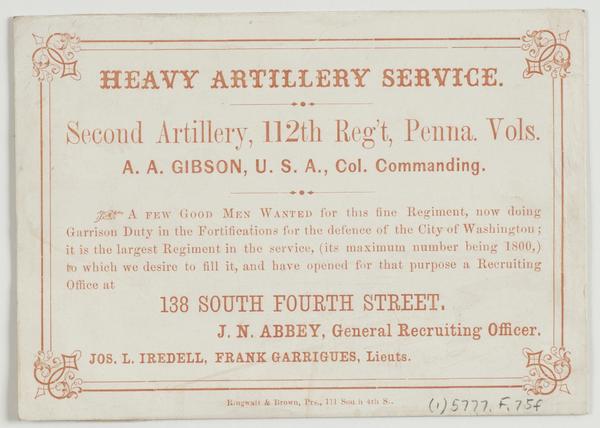 HEAVY ARTILLERY SERVICE.
Second Artillery, 112th Reg't, Penna. Vols.
A. A. GIBSON, U. S. A., Col. Commanding.
A FEW GOOD MEN WANTED for this fine Regiment, now doing
Garrison Duty in the Fortifications for the defence of the City of Washington;
it is the largest Regiment in the service, (its maximum number being 1800,)
to which we desire to fill it, and have opened for that purpose a Recruiting
Office at
138 SOUTH FOURTH STREET.
J. N. ABBEY, General Recruiting Officer.
JOS. L. IREDELL, FRANK GARRIGUES, Lieuts.
Ringwalt & Brown, Prs., 111 South 4th St.
(1) 5777. F. 75f